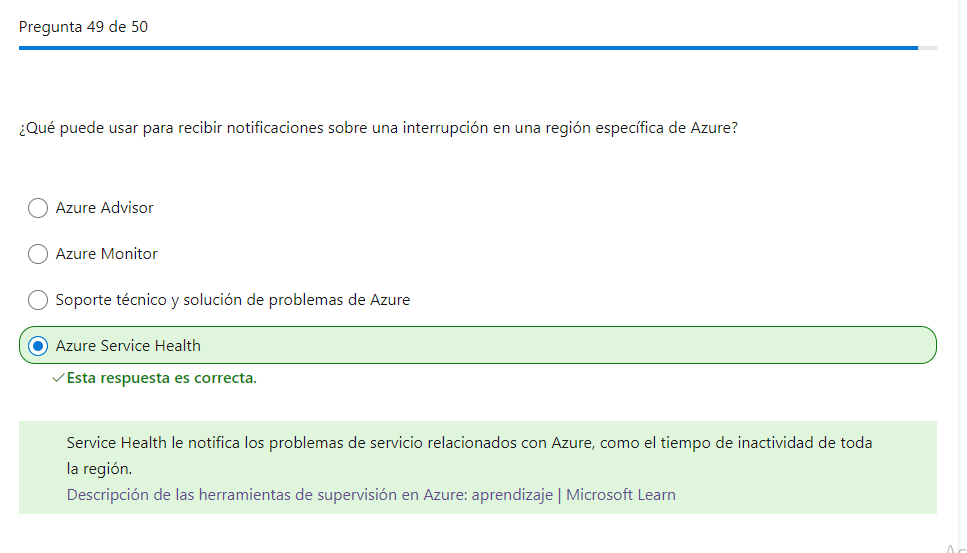 Pregunta 49 de 50
¿Qué puede usar para recibir notificaciones sobre una interrupción en una región específica de Azure?
Azure Advisor
Azure Monitor
Soporte técnico y solución de problemas de Azure
Azure Service Health
Esta respuesta es correcta.
Service Health le notifica los problemas de servicio relacionados con Azure, como el tiempo de inactividad de toda
la región.
Descripción de las herramientas de supervisión en Azure: aprendizaje | Microsoft Learn